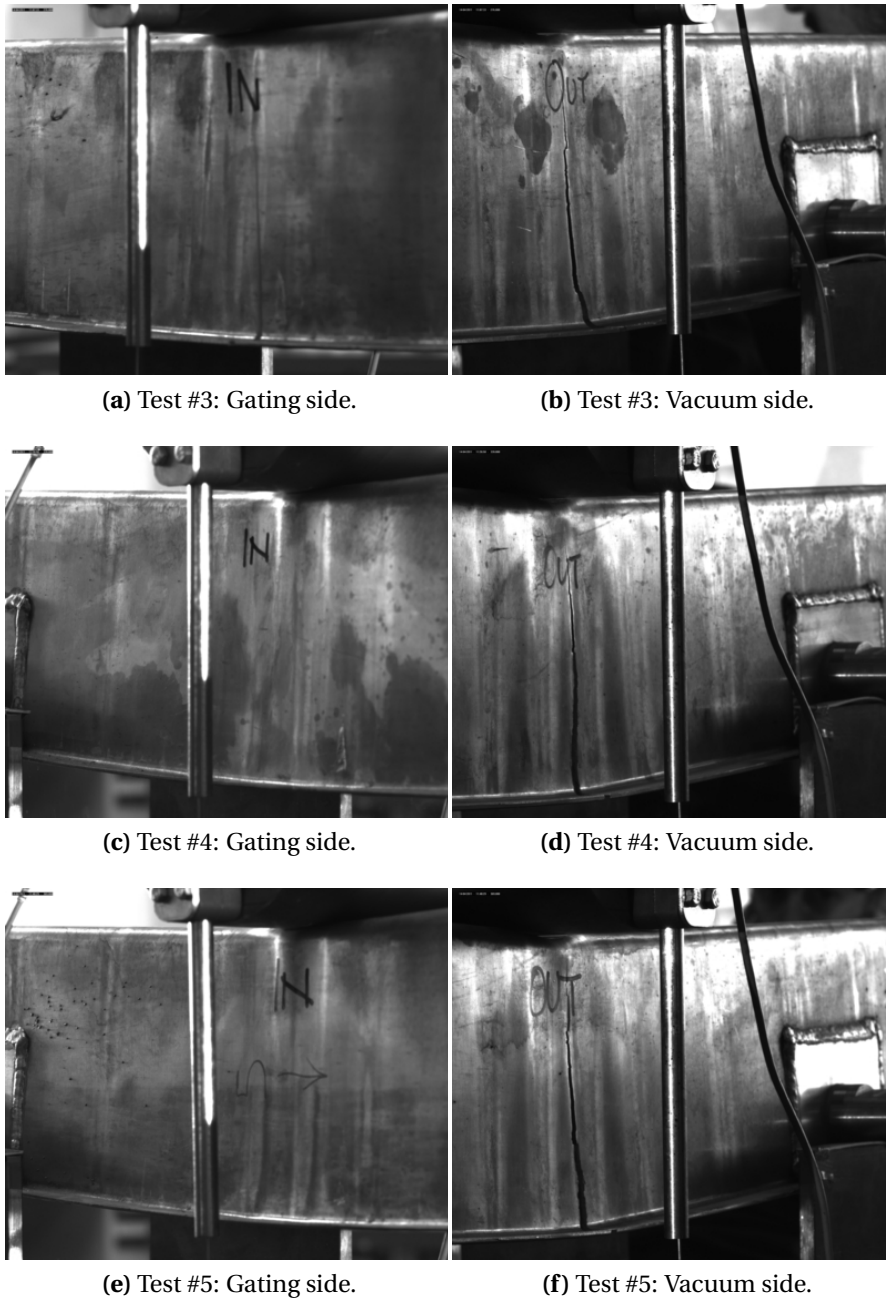 IN
OUT
(a) Test #3: Gating side.
(b) Test #3: Vacuum side.
IN
OUT
(c) Test #4: Gating side.
(d) Test #4: Vacuum side.
IN
OUT
(e) Test #5: Gating side.
(f) Test #5: Vacuum side.